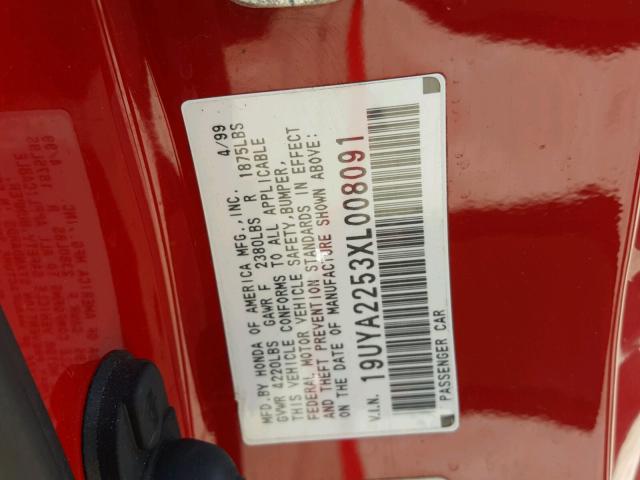 MFD.BY HONDA OF AMERICA MFG.,INC. 4/99
GVWR 4220LBS GAWR F 2380LBS R 1875LBS
THIS VEHICLE CONFORMS TO ALL APPLICABLE
FEDERAL MOTOR VEHICLE SAFETY,BUMPER,
AND THEFT PREVENTION STANDARDS IN EFFECT
ON THE DATE OF MANUFACTURE SHOWN ABOVE:
V.I.N. 19UYA2253XL008091
PASSENGER CAR